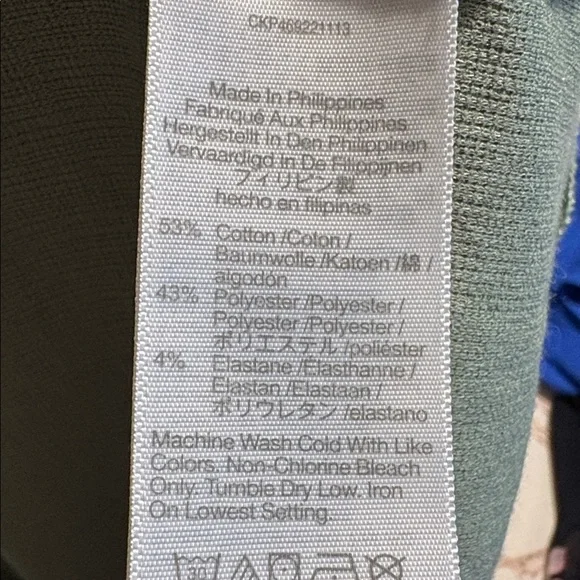 CKP469221113
Made In Philippines
Fabriqué Aux Philippines
Hergestellt In Den Philippinen
Vervaardigd in De Filippijnen
フィリピン製
hecho en filipinas
53% Cotton /Coton /
Baumwolle /Katoen /綿 /
algodón
43% Polyester /Polyester /
Polyester /Polyester /
ポリエステル /poliéster
4% Elastane /Elasthanne /
Elastan /Elastaan /
ポリウレタン /elastano
Machine Wash Cold With Like
Colors. Non-Chlorine Bleach
Only. Tumble Dry Low. Iron
On Lowest Setting.
30